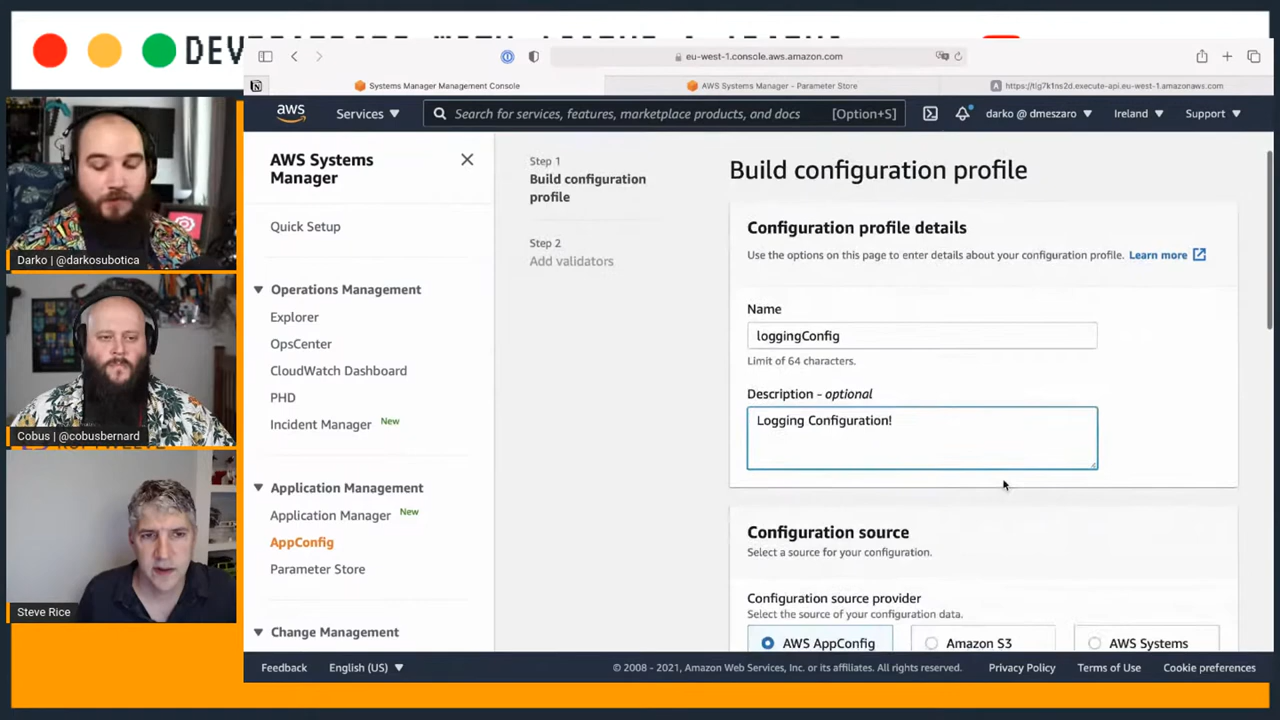 eu-west-1.console.aws.amazon.com
Systems Manager Management Console
AWS Systems Manager - Parameter Store
https://tig7k1ns2d.execute-api.eu-west-1.amazonaws.com
aws
Services
Search for services, features, marketplace products, and docs
[Option+S]
darko @ dmeszaro
Ireland
Support
AWS Systems
Manager
Quick Setup
Operations Management
Explorer
OpsCenter
CloudWatch Dashboard
PHD
Incident Manager New
Application Management
Application Manager New
AppConfig
Parameter Store
Change Management
Step 1
Build configuration
profile
Step 2
Add validators
Build configuration profile
Configuration profile details
Use the options on this page to enter details about your configuration profile. Learn more
Name
loggingConfig
Limit of 64 characters.
Description - optional
Logging Configuration!
Configuration source
Select a source for your configuration.
Configuration source provider
Select the source of your configuration data.
AWS AppConfig
Amazon S3
AWS Systems
Feedback
English (US)
© 2008 - 2021, Amazon Web Services, Inc. or its affiliates. All rights reserved.
Privacy Policy
Terms of Use
Cookie preferences
Darko | @darkosubotica
Cobus | @cobusbernard
Steve Rice